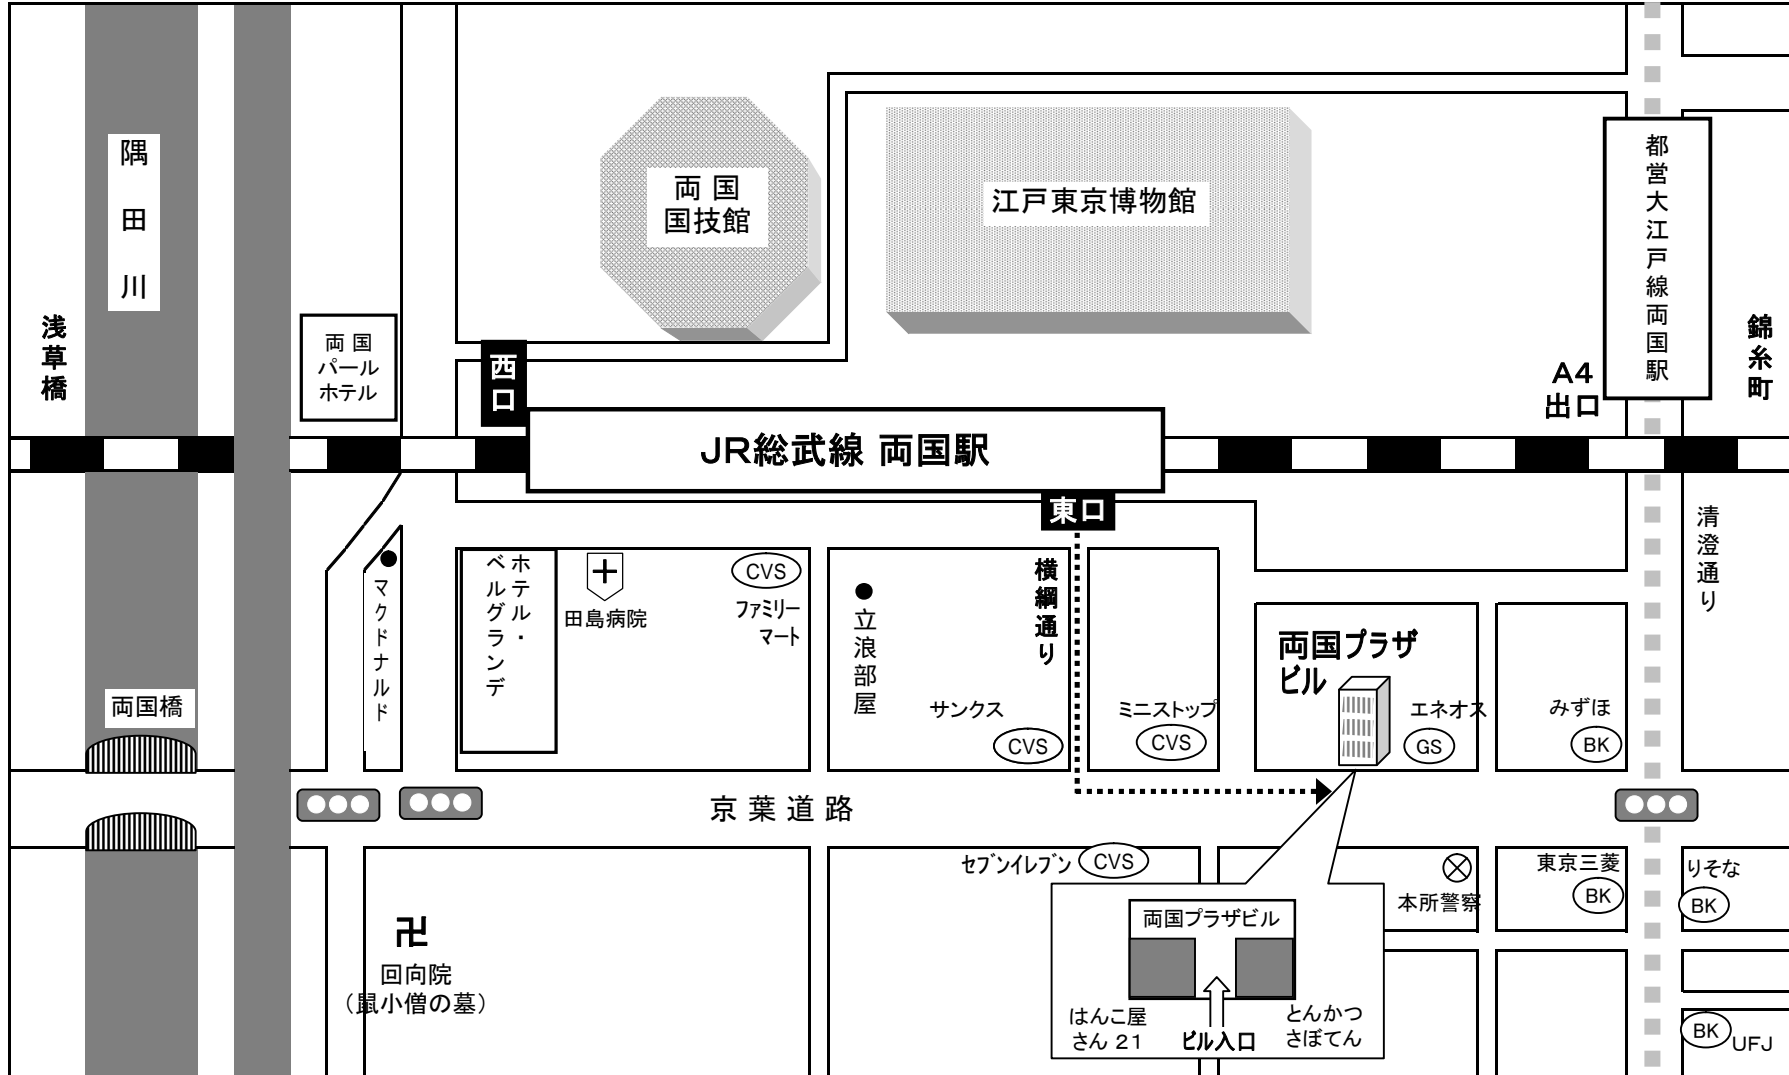 隅田川
浅草橋
両国
パール
ホテル
両国
国技館
江戸東京博物館
都営大江戸線両国駅
錦糸町
A4
出口
西口
JR総武線 両国駅
東口
清澄通り
マクドナルド
ホテル・
ベルグランデ
田島病院
CVS
ファミリー
マート
立浪部屋
横綱通り
サンクス
CVS
ミニストップ
CVS
両国プラザ
ビル
エネオス
GS
みずほ
BK
両国橋
京葉道路
セブンイレブン
CVS
本所警察
東京三菱
BK
りそな
BK
卍
回向院
(鼠小僧の墓)
両国プラザビル
はんこ屋
さん 21
ビル入口
とんかつ
さぼてん
BK
UFJ